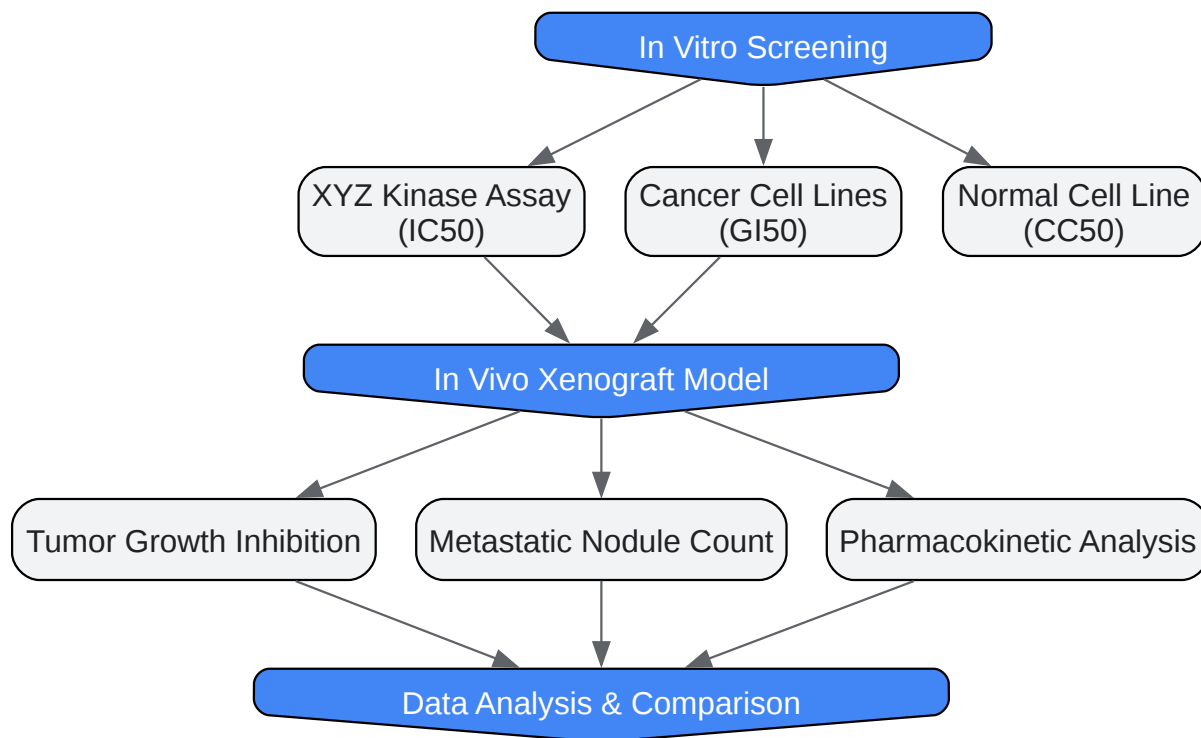 In Vitro Screening
XYZ Kinase Assay
(IC50)
Cancer Cell Lines
(GI50)
Normal Cell Line
(CC50)
In Vivo Xenograft Model
Tumor Growth Inhibition
Metastatic Nodule Count
Pharmacokinetic Analysis
Data Analysis & Comparison